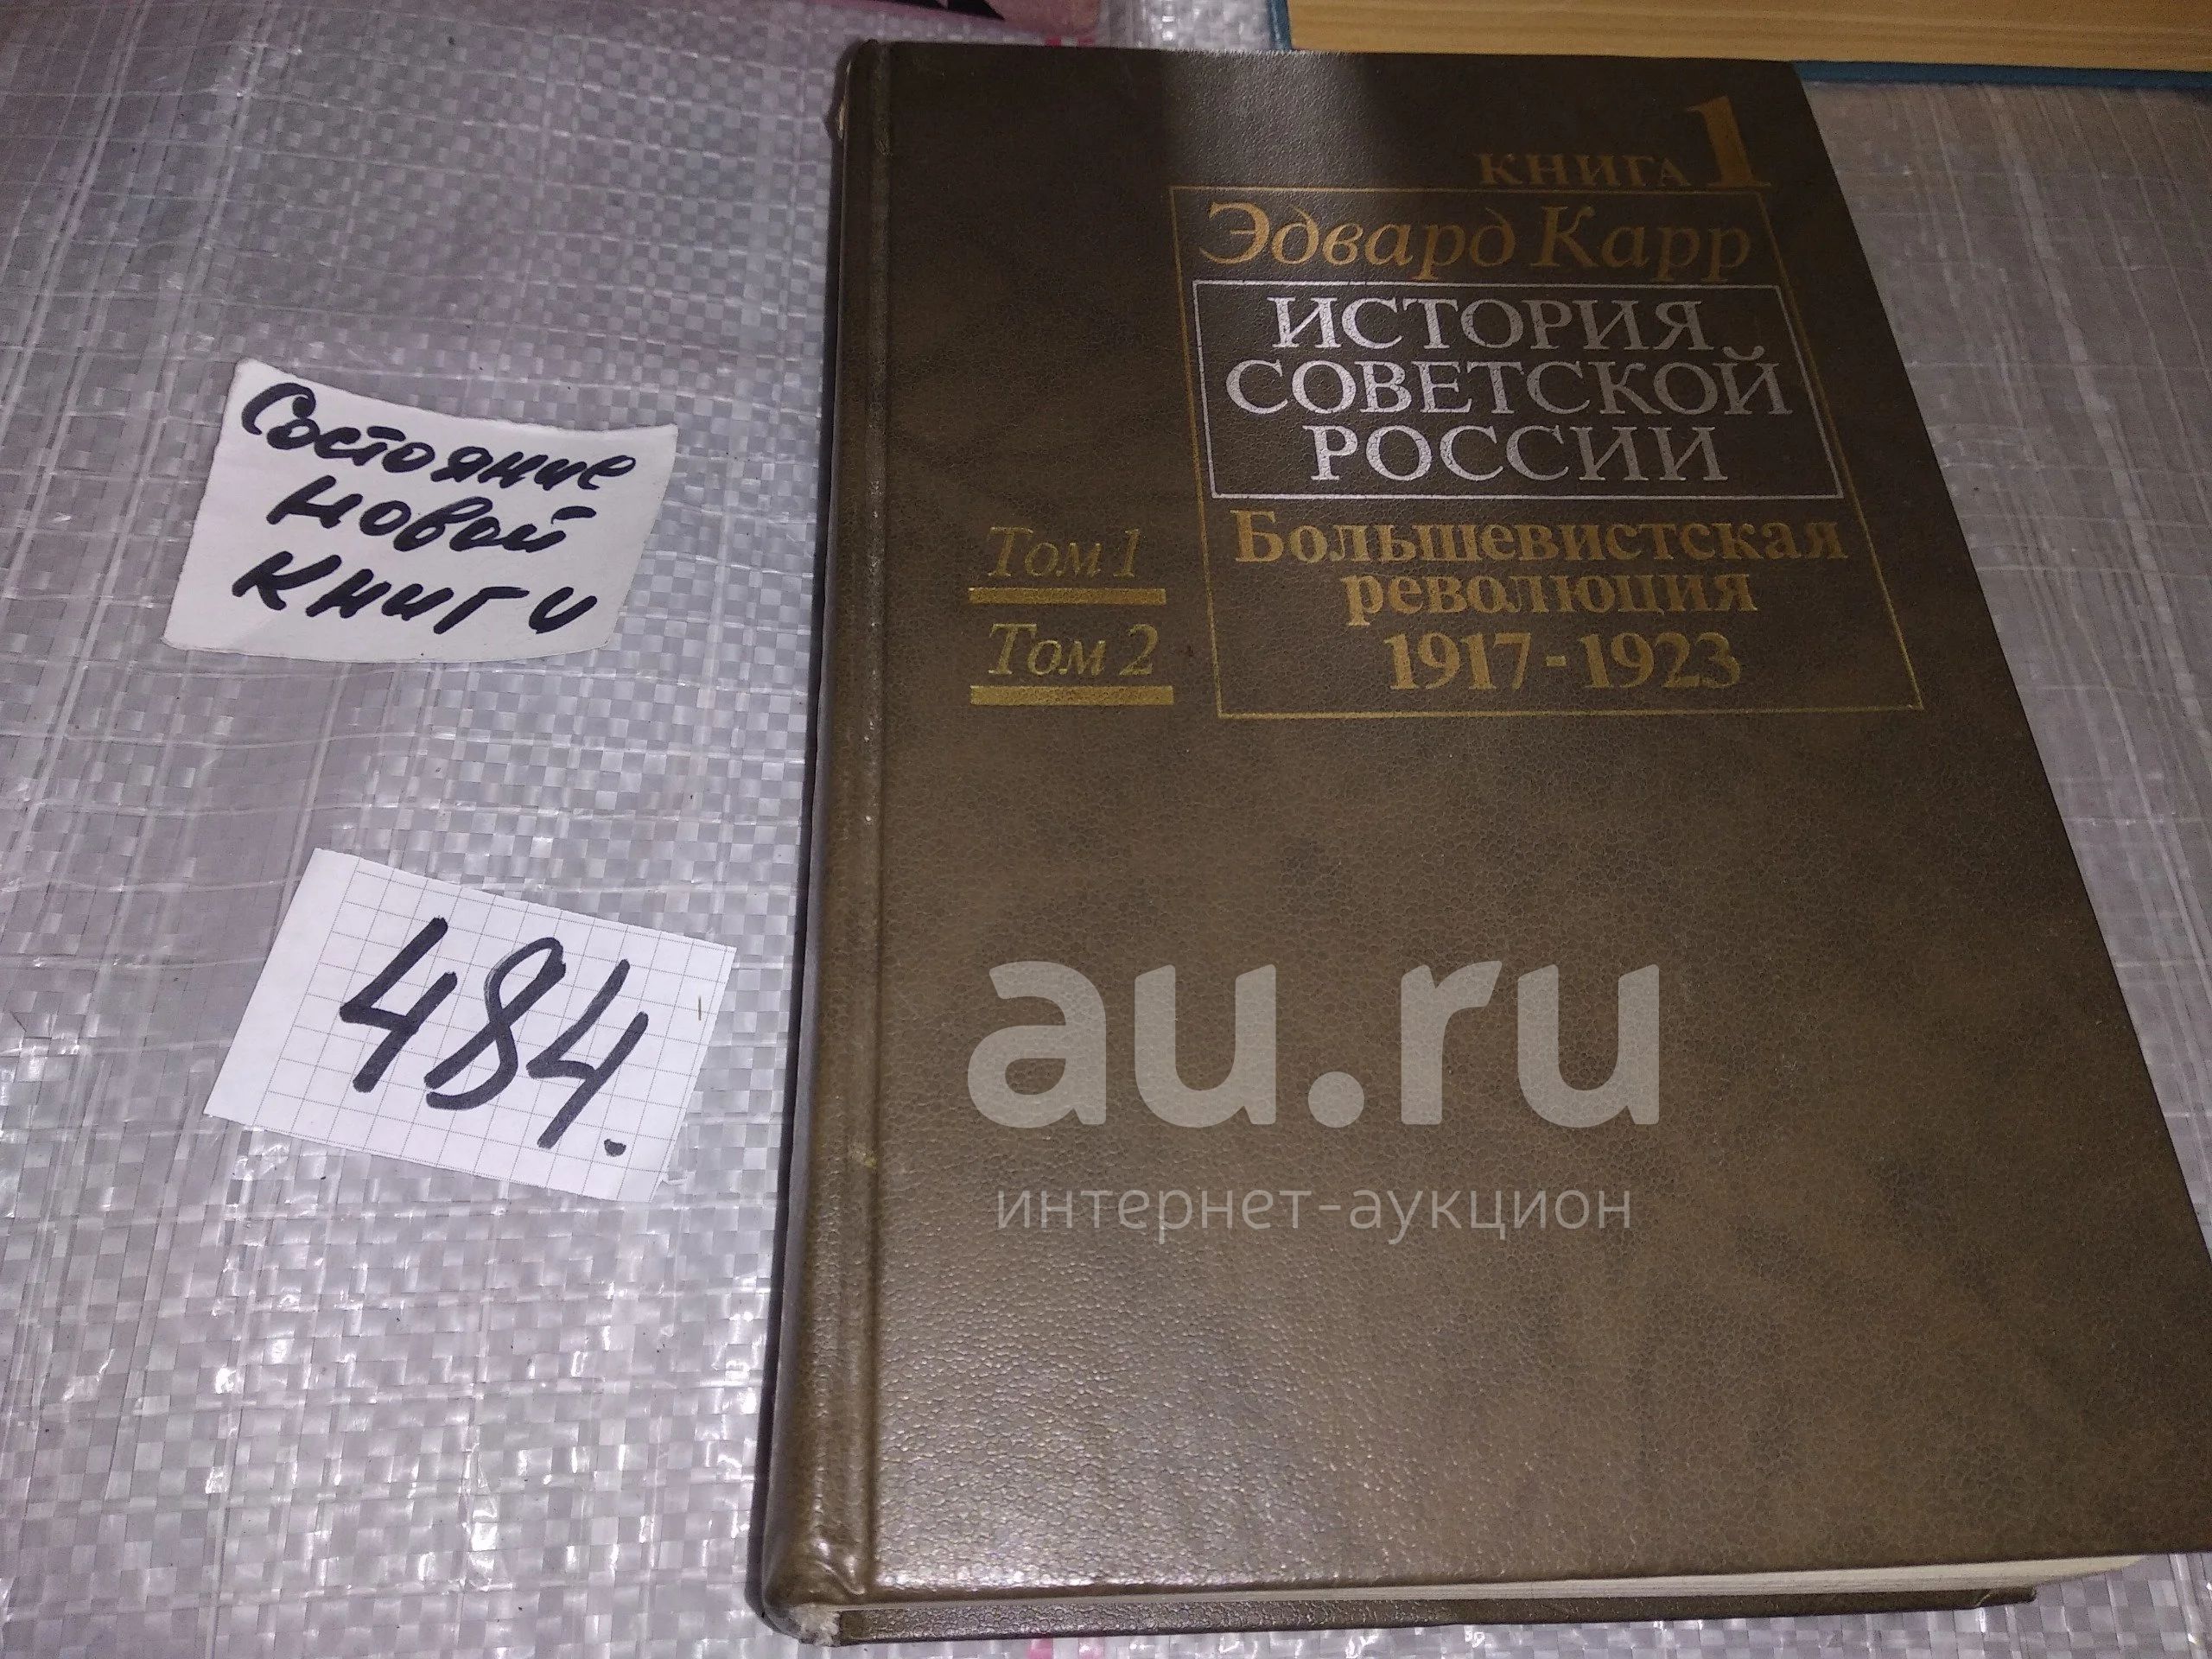 Состояние
новой
книги
484.
КНИГА 1
Эдвард Карр
ИСТОРИЯ
СОВЕТСКОЙ
РОССИИ
Том 1
Том 2
Большевистская
революция
1917-1923
au.ru
интернет-аукцион